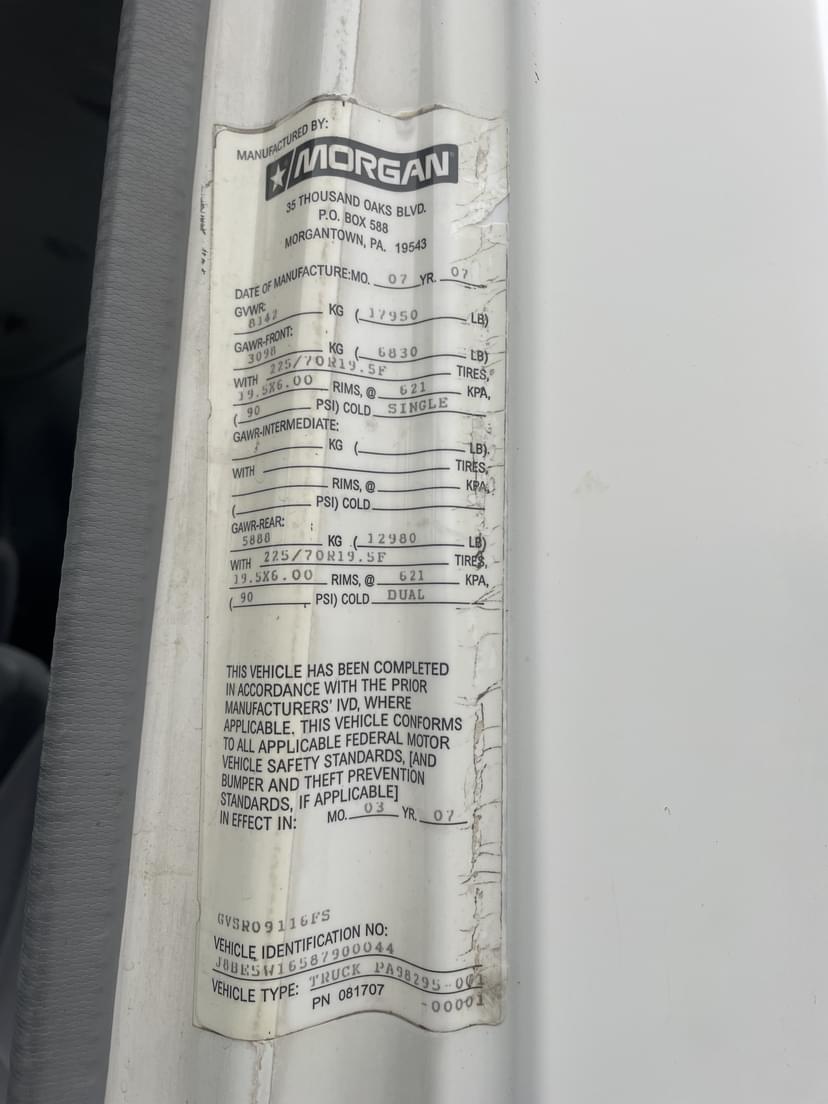 MANUFACTURED BY:
MORGAN
35 THOUSAND OAKS BLVD.
P.O. BOX 588
MORGANTOWN, PA. 19543
DATE OF MANUFACTURE:MO. 07 YR. 07
GVWR:
8142 KG (17950 LB)
GAWR-FRONT:
3098 KG (6830 LB)
WITH 225/70R19.5F TIRES,
19.5X6.00 RIMS, @ 621 KPA,
(90 PSI) COLD SINGLE
GAWR-INTERMEDIATE:
KG ( LB).
WITH TIRES,
RIMS, @ KPA,
( PSI) COLD
GAWR-REAR:
5888 KG (12980 LB)
WITH 225/70R19.5F TIRES,
19.5X6.00 RIMS, @ 621 KPA,
(90 PSI) COLD DUAL
THIS VEHICLE HAS BEEN COMPLETED
IN ACCORDANCE WITH THE PRIOR
MANUFACTURERS' IVD, WHERE
APPLICABLE. THIS VEHICLE CONFORMS
TO ALL APPLICABLE FEDERAL MOTOR
VEHICLE SAFETY STANDARDS, [AND
BUMPER AND THEFT PREVENTION
STANDARDS, IF APPLICABLE]
IN EFFECT IN: MO. 03 YR. 07
GVSR09116FS
VEHICLE IDENTIFICATION NO:
J8BE5W16587900044
VEHICLE TYPE: TRUCK PA98295-001
PN 081707 -00001